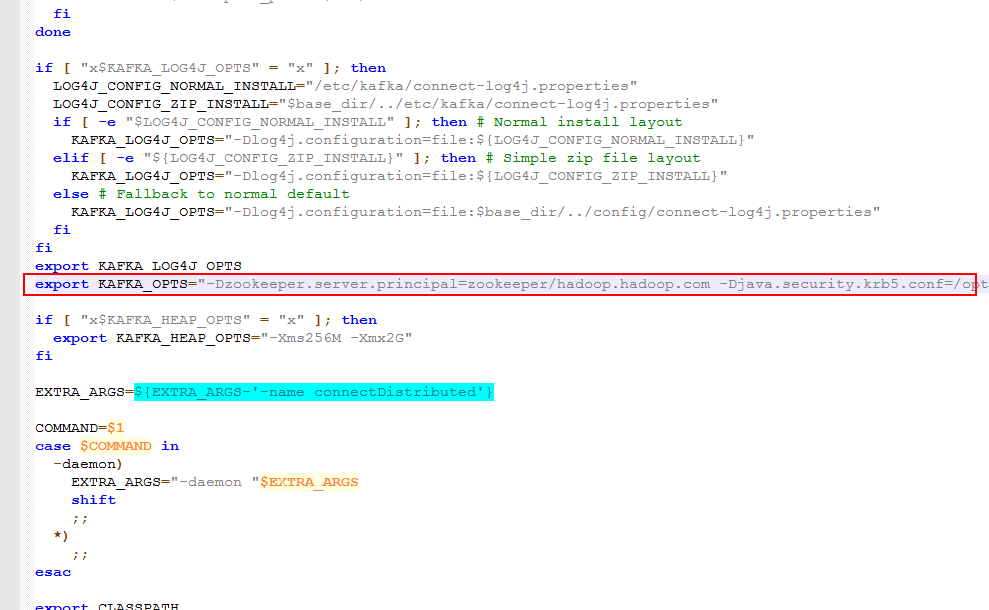 fi
done
if [ "x$KAFKA_LOG4J_OPTS" = "x" ]; then
LOG4J_CONFIG_NORMAL_INSTALL="/etc/kafka/connect-log4j.properties"
LOG4J_CONFIG_ZIP_INSTALL="$base_dir/../etc/kafka/connect-log4j.properties"
if [ -e "$LOG4J_CONFIG_NORMAL_INSTALL" ]; then # Normal install layout
KAFKA_LOG4J_OPTS="-Dlog4j.configuration=file:${LOG4J_CONFIG_NORMAL_INSTALL}"
elif [ -e "${LOG4J_CONFIG_ZIP_INSTALL}" ]; then # Simple zip file layout
KAFKA_LOG4J_OPTS="-Dlog4j.configuration=file:${LOG4J_CONFIG_ZIP_INSTALL}"
else # Fallback to normal default
KAFKA_LOG4J_OPTS="-Dlog4j.configuration=file:$base_dir/../config/connect-log4j.properties"
fi
fi
export KAFKA_LOG4J_OPTS
export KAFKA_OPTS="-Dzookeeper.server.principal=zookeeper/hadoop.hadoop.com -Djava.security.krb5.conf=/opt
if [ "x$KAFKA_HEAP_OPTS" = "x" ]; then
export KAFKA_HEAP_OPTS="-Xms256M -Xmx2G"
fi
EXTRA_ARGS=${EXTRA_ARGS-'-name connectDistributed'}
COMMAND=$1
case $COMMAND in
-daemon)
EXTRA_ARGS="-daemon "$EXTRA_ARGS
shift
;;
*)
;;
esac
export CLASSPATH